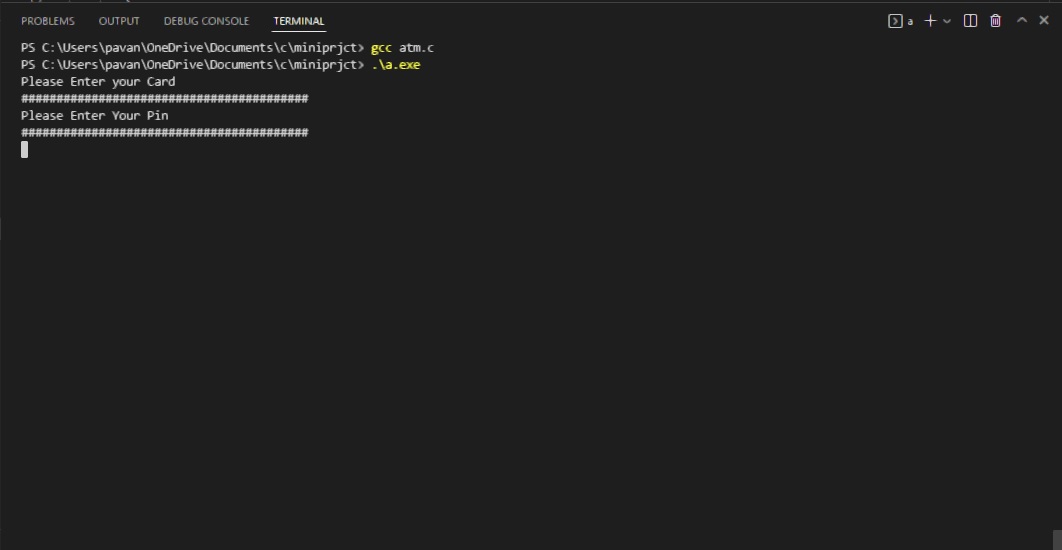 PROBLEMS OUTPUT DEBUG CONSOLE TERMINAL a
PS C:\Users\pavan\OneDrive\Documents\c\miniprjct> gcc atm.c
PS C:\Users\pavan\OneDrive\Documents\c\miniprjct> .\a.exe
Please Enter your Card
#########################################
Please Enter Your Pin
#########################################